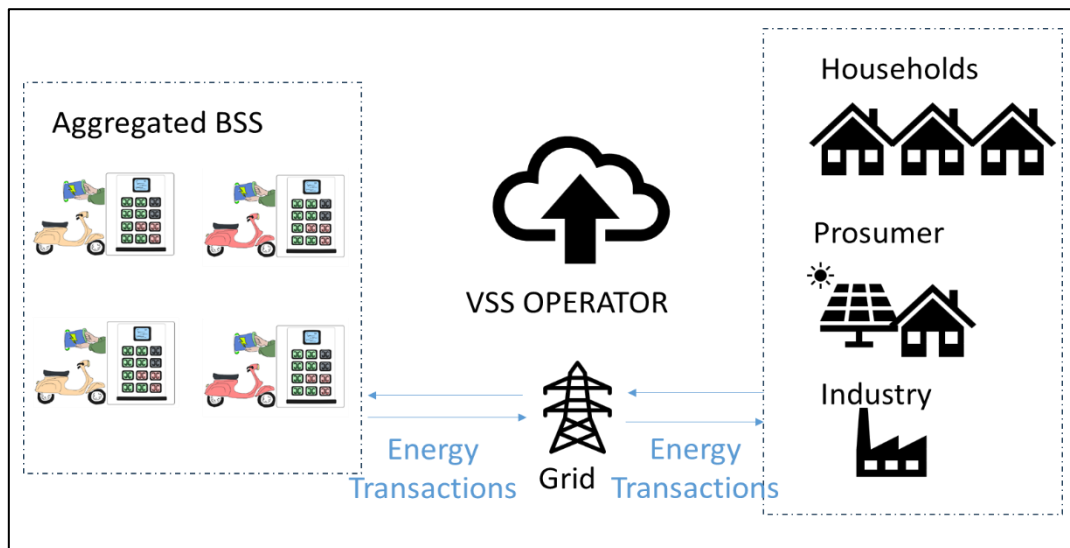 Aggregated BSS
VSS OPERATOR
Energy
Transactions
Grid
Energy
Transactions
Households
Prosumer
Industry